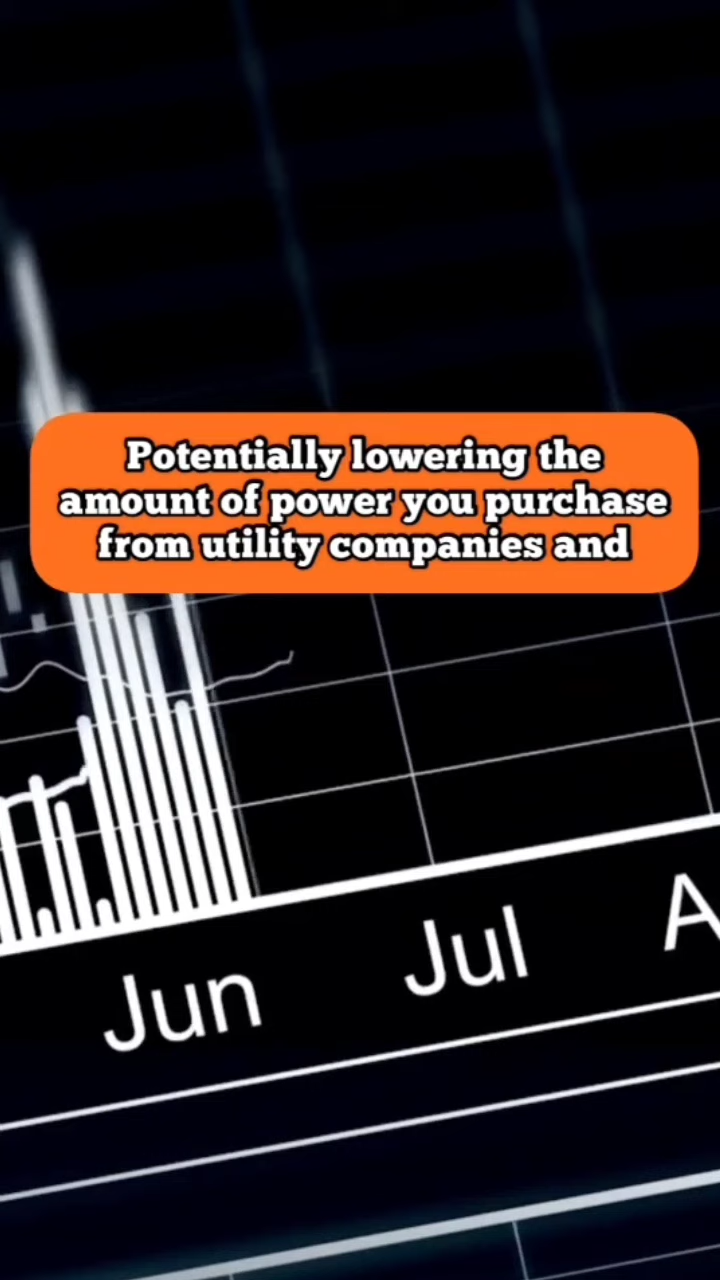 Potentially lowering the
amount of power you purchase
from utility companies and
Jun Jul A